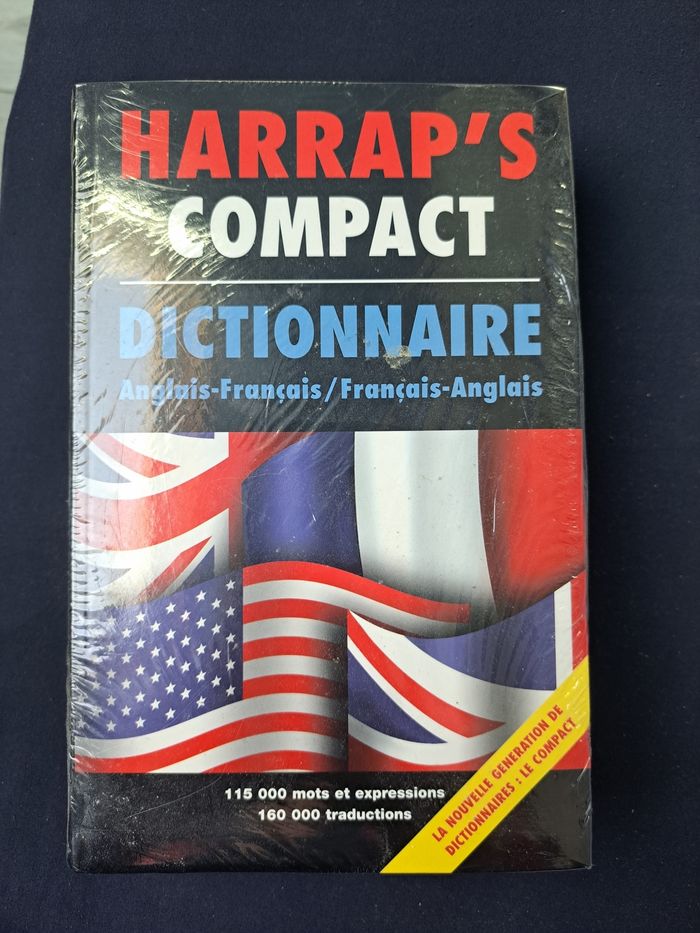 HARRAP'S
COMPACT
DICTIONNAIRE
Anglais-Français/Français-Anglais
115 000 mots et expressions
160 000 traductions
LA NOUVELLE GENERATION DE
DICTIONNAIRES : LE COMPACT